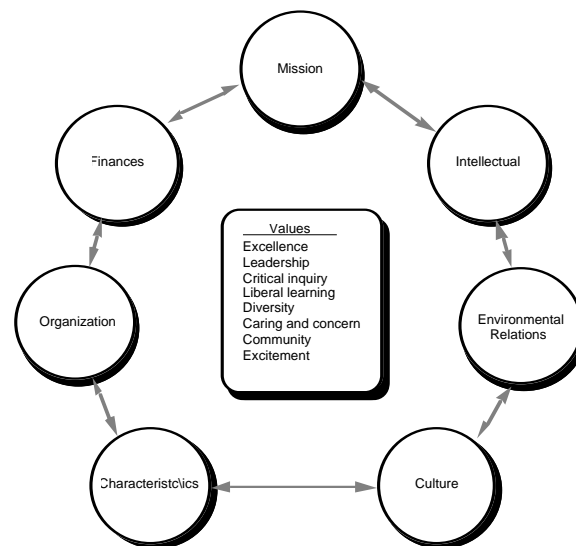 Mission
Finances
Intellectual
Values
Excellence
Leadership
Critical inquiry
Liberal learning
Diversity
Caring and concern
Community
Excitement
Organization
Environmental
Relations
Characteristc\ics
Culture